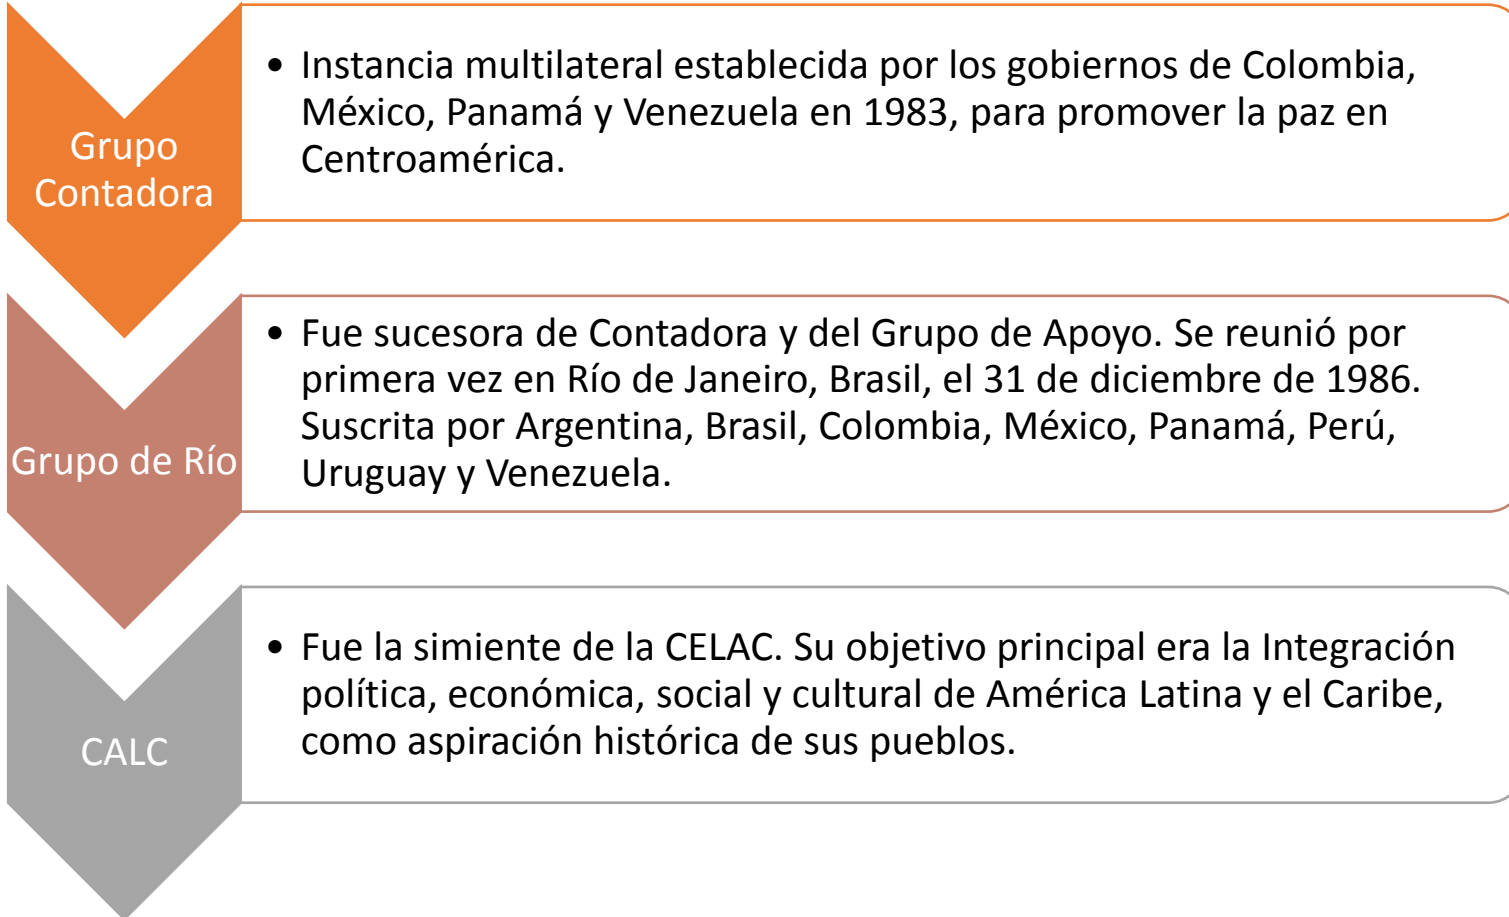 Grupo
Contadora
• Instancia multilateral establecida por los gobiernos de Colombia,
México, Panamá y Venezuela en 1983, para promover la paz en
Centroamérica.
Grupo de Río
• Fue sucesora de Contadora y del Grupo de Apoyo. Se reunió por
primera vez en Río de Janeiro, Brasil, el 31 de diciembre de 1986.
Suscrita por Argentina, Brasil, Colombia, México, Panamá, Perú,
Uruguay y Venezuela.
CALC
• Fue la simiente de la CELAC. Su objetivo principal era la Integración
política, económica, social y cultural de América Latina y el Caribe,
como aspiración histórica de sus pueblos.